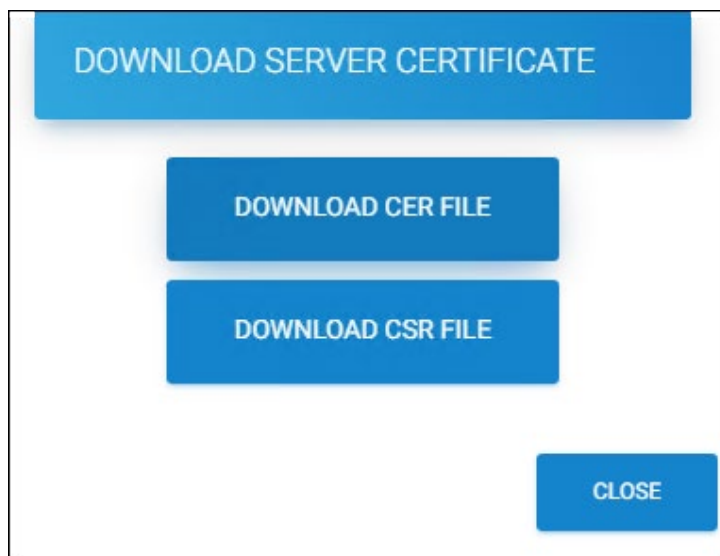 DOWNLOAD SERVER CERTIFICATE
DOWNLOAD CER FILE
DOWNLOAD CSR FILE
CLOSE